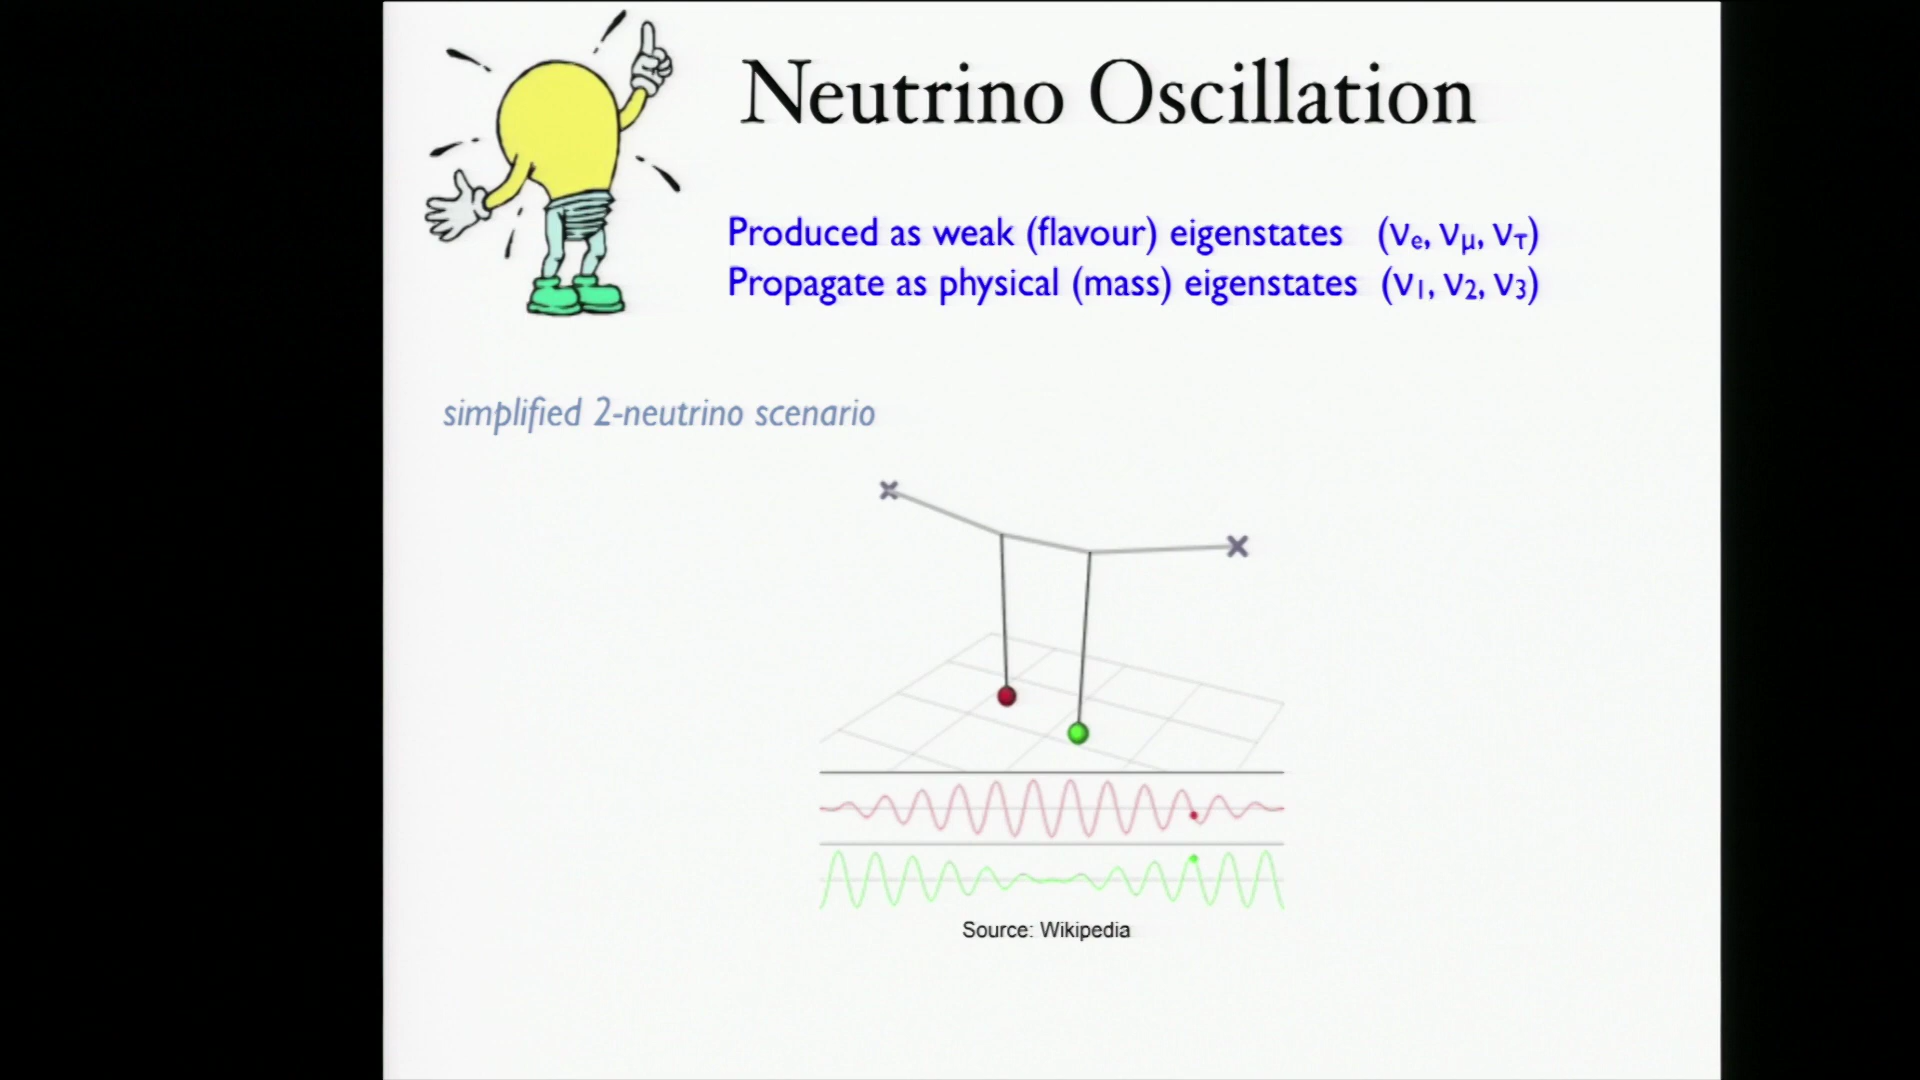 Neutrino Oscillation
Produced as weak (flavour) eigenstates (νe, νμ, ντ)
Propagate as physical (mass) eigenstates (ν1, ν2, ν3)
simplified 2-neutrino scenario
Source: Wikipedia